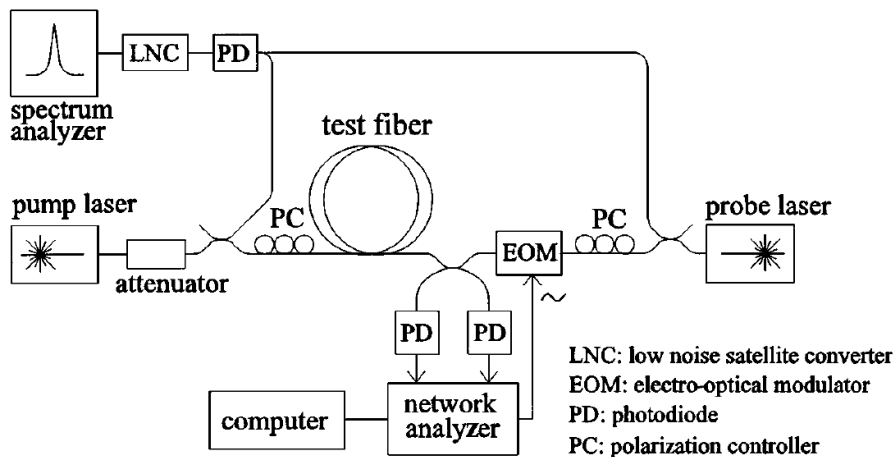 LNC
PD
spectrum
analyzer
test fiber
pump laser
PC
PC
probe laser
EOM
attenuator
~
PD
PD
LNC: low noise satellite converter
EOM: electro-optical modulator
computer
network
analyzer
PD: photodiode
PC: polarization controller